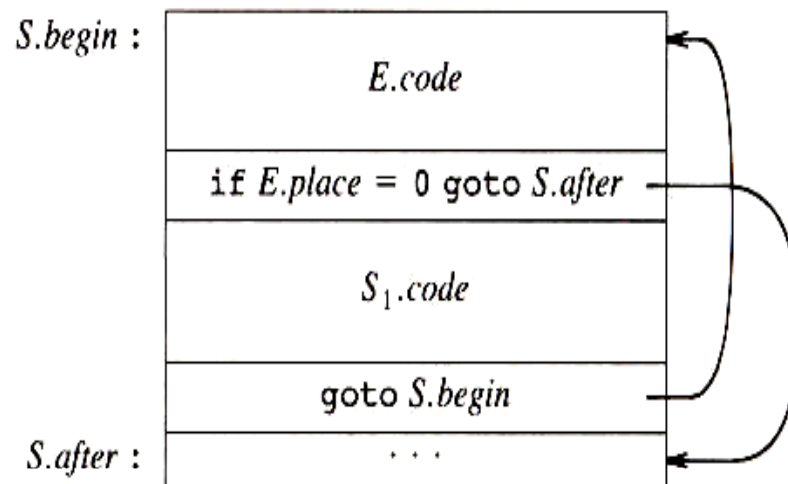 S.begin :
E.code
if E.place = 0 goto S.after
S₁.code
goto S.begin
S.after : . . .